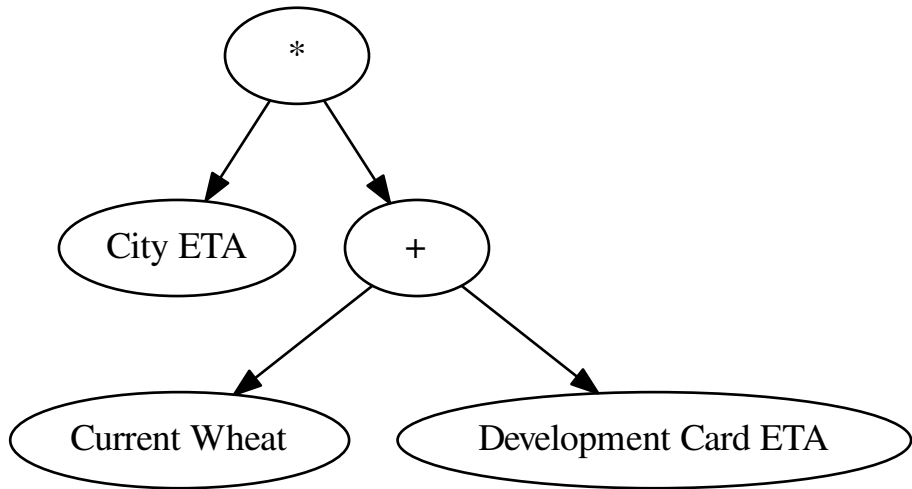 *
City ETA
+
Current Wheat
Development Card ETA